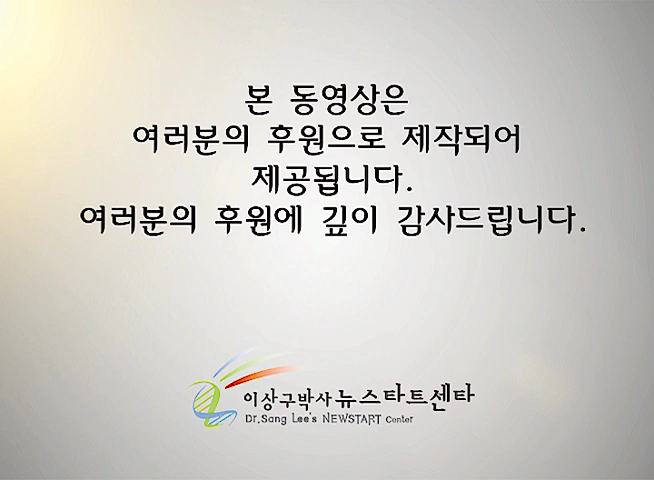 본 동영상은
여러분의 후원으로 제작되어
제공됩니다.
여러분의 후원에 깊이 감사드립니다.
이상구박사 뉴스타트센타
Dr.Sang Lee's NEWSTART Center